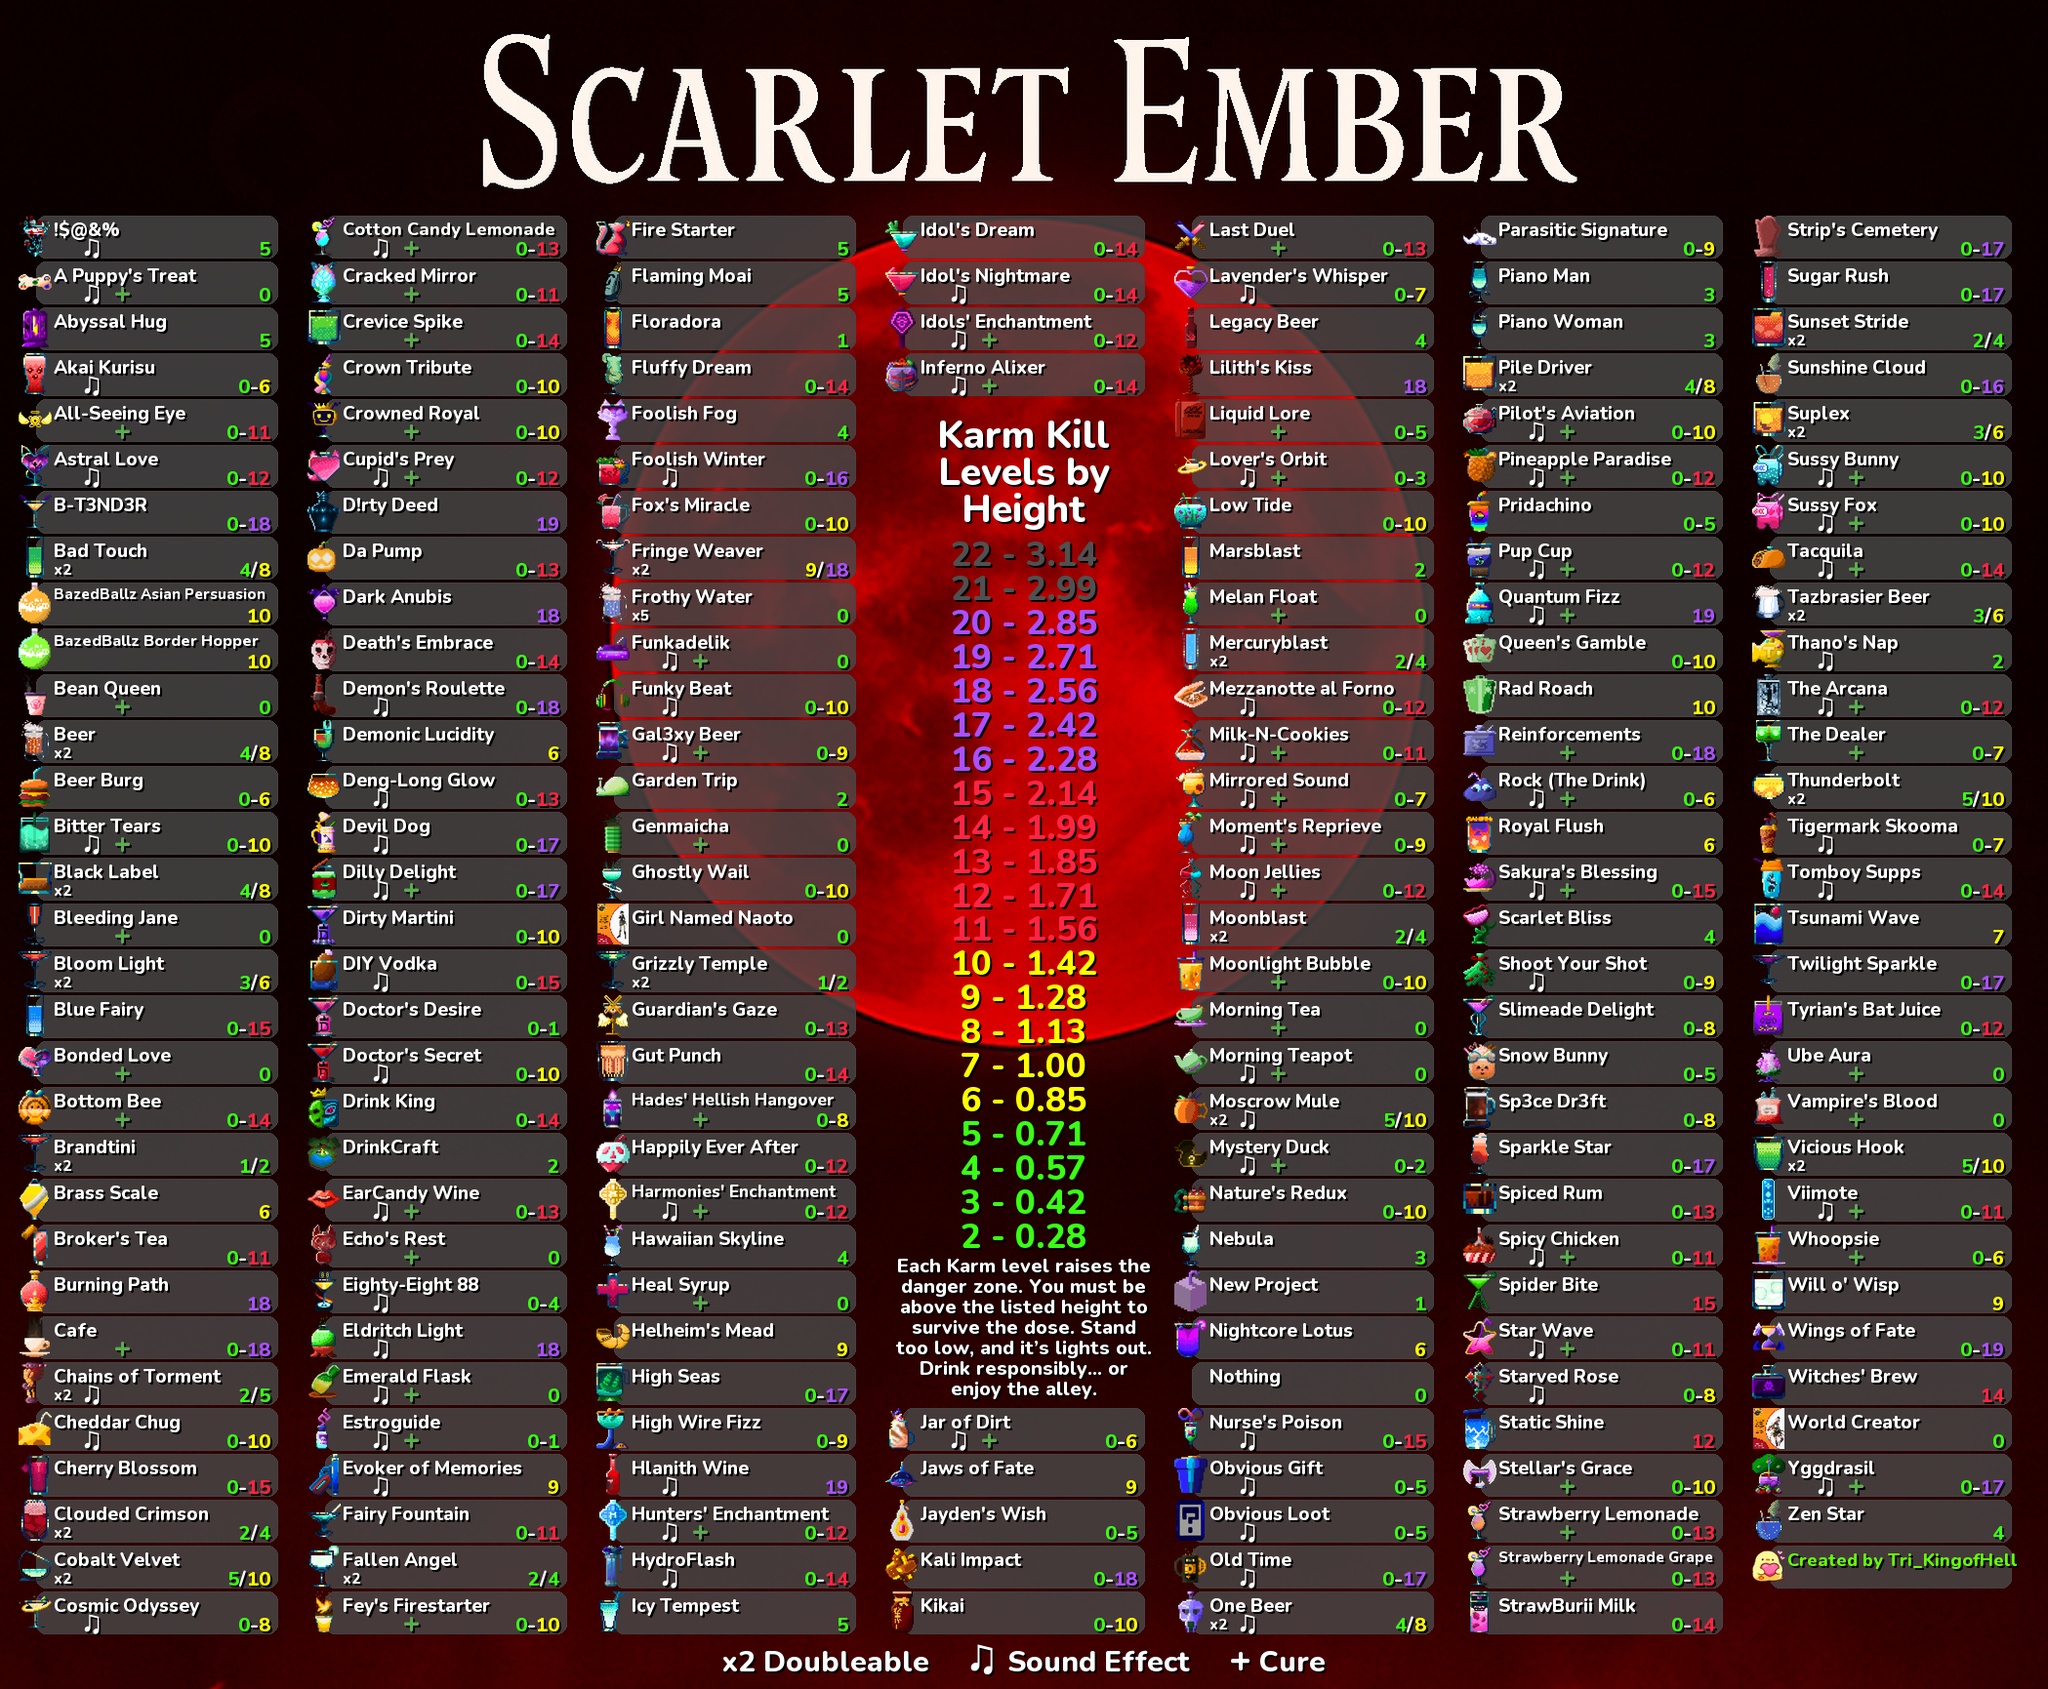 SCARLET EMBER
!$@&%
♫ 5
A Puppy's Treat
♫ + 0
Abyssal Hug
5
Akai Kurisu
♫ 0-6
All-Seeing Eye
+ 0-11
Astral Love
♫ 0-12
B-T3ND3R
0-18
Bad Touch
x2 4/8
BazedBallz Asian Persuasion
10
BazedBallz Border Hopper
10
Bean Queen
+ 0
Beer
x2 4/8
Beer Burg
0-6
Bitter Tears
♫ + 0-10
Black Label
x2 4/8
Bleeding Jane
+ 0
Bloom Light
x2 3/6
Blue Fairy
0-15
Bonded Love
+ 0
Bottom Bee
+ 0-14
Brandtini
x2 1/2
Brass Scale
6
Broker's Tea
0-11
Burning Path
18
Cafe
+ 0-18
Chains of Torment
x2 ♫ 2/5
Cheddar Chug
♫ 0-10
Cherry Blossom
0-15
Clouded Crimson
x2 2/4
Cobalt Velvet
x2 5/10
Cosmic Odyssey
♫ 0-8
Cotton Candy Lemonade
♫ + 0-13
Cracked Mirror
+ 0-11
Crevice Spike
+ 0-14
Crown Tribute
0-10
Crowned Royal
+ 0-10
Cupid's Prey
♫ + 0-12
D!rty Deed
19
Da Pump
0-13
Dark Anubis
18
Death's Embrace
0-14
Demon's Roulette
♫ 0-18
Demonic Lucidity
6
Deng-Long Glow
♫ 0-13
Devil Dog
♫ 0-17
Dilly Delight
♫ + 0-17
Dirty Martini
0-10
DIY Vodka
♫ 0-15
Doctor's Desire
0-1
Doctor's Secret
♫ 0-10
Drink King
0-14
DrinkCraft
2
EarCandy Wine
♫ + 0-13
Echo's Rest
+ 0
Eighty-Eight 88
♫ 0-4
Eldritch Light
♫ 18
Emerald Flask
♫ + 0
Estroguide
♫ + 0-1
Evoker of Memories
♫ 9
Fairy Fountain
0-11
Fallen Angel
x2 2/4
Fey's Firestarter
+ 0-10
Fire Starter
5
Flaming Moai
5
Floradora
1
Fluffy Dream
0-14
Foolish Fog
4
Foolish Winter
♫ 0-16
Fox's Miracle
0-10
Fringe Weaver
x2 9/18
Frothy Water
x5 0
Funkadelik
♫ + 0
Funky Beat
♫ 0-10
Gal3xy Beer
♫ + 0-9
Garden Trip
2
Genmaicha
+ 0
Ghostly Wail
0-10
Girl Named Naoto
0
Grizzly Temple
x2 1/2
Guardian's Gaze
0-13
Gut Punch
0-14
Hades' Hellish Hangover
+ 0-8
Happily Ever After
0-12
Harmonies' Enchantment
♫ + 0-12
Hawaiian Skyline
4
Heal Syrup
+ 0
Helheim's Mead
9
High Seas
0-17
High Wire Fizz
0-9
Hlanith Wine
19
Hunters' Enchantment
♫ + 0-12
HydroFlash
♫ 0-14
Icy Tempest
5
Idol's Dream
0-14
Idol's Nightmare
♫ 0-14
Idols' Enchantment
♫ + 0-12
Inferno Alixer
♫ + 0-14
Karm Kill
Levels by
Height
22 - 3.14
21 - 2.99
20 - 2.85
19 - 2.71
18 - 2.56
17 - 2.42
16 - 2.28
15 - 2.14
14 - 1.99
13 - 1.85
12 - 1.71
11 - 1.56
10 - 1.42
9 - 1.28
8 - 1.13
7 - 1.00
6 - 0.85
5 - 0.71
4 - 0.57
3 - 0.42
2 - 0.28
Each Karm level raises the
danger zone. You must be
above the listed height to
survive the dose. Stand
too low, and it's lights out.
Drink responsibly... or
enjoy the alley.
Jar of Dirt
♫ + 0-6
Jaws of Fate
9
Jayden's Wish
0-5
Kali Impact
0-18
Kikai
0-10
Last Duel
+ 0-13
Lavender's Whisper
♫ 0-7
Legacy Beer
4
Lilith's Kiss
18
Liquid Lore
+ 0-5
Lover's Orbit
♫ + 0-3
Low Tide
0-10
Marsblast
2
Melan Float
+ 0
Mercuryblast
x2 2/4
Mezzanotte al Forno
♫ 0-12
Milk-N-Cookies
♫ + 0-11
Mirrored Sound
♫ + 0-7
Moment's Reprieve
♫ + 0-9
Moon Jellies
♫ + 0-12
Moonblast
x2 2/4
Moonlight Bubble
+ 0-10
Morning Tea
+ 0
Morning Teapot
♫ + 0
Moscrow Mule
x2 ♫ 5/10
Mystery Duck
♫ + 0-2
Nature's Redux
0-10
Nebula
3
New Project
1
Nightcore Lotus
6
Nothing
0
Nurse's Poison
♫ 0-15
Obvious Gift
♫ 0-5
Obvious Loot
♫ 0-5
Old Time
♫ 0-17
One Beer
x2 ♫ 4/8
Parasitic Signature
0-9
Piano Man
3
Piano Woman
3
Pile Driver
x2 4/8
Pilot's Aviation
♫ + 0-10
Pineapple Paradise
♫ + 0-12
Pridachino
0-5
Pup Cup
♫ + 0-12
Quantum Fizz
♫ + 19
Queen's Gamble
0-10
Rad Roach
10
Reinforcements
+ 0-18
Rock (The Drink)
♫ + 0-6
Royal Flush
6
Sakura's Blessing
♫ + 0-15
Scarlet Bliss
4
Shoot Your Shot
♫ 0-9
Slimeade Delight
0-8
Snow Bunny
0-5
Sp3ce Dr3ft
0-8
Sparkle Star
0-17
Spiced Rum
0-13
Spicy Chicken
♫ + 0-11
Spider Bite
15
Star Wave
♫ + 0-11
Starved Rose
♫ 0-8
Static Shine
12
Stellar's Grace
+ 0-10
Strawberry Lemonade
+ 0-13
Strawberry Lemonade Grape
+ 0-13
StrawBurii Milk
0-14
Strip's Cemetery
0-17
Sugar Rush
0-17
Sunset Stride
x2 2/4
Sunshine Cloud
0-16
Suplex
x2 3/6
Sussy Bunny
♫ + 0-10
Sussy Fox
♫ + 0-10
Tacquila
♫ + 0-14
Tazbrasier Beer
x2 3/6
Thano's Nap
♫ 2
The Arcana
♫ + 0-12
The Dealer
+ 0-7
Thunderbolt
x2 5/10
Tigermark Skooma
♫ 0-7
Tomboy Supps
♫ 0-14
Tsunami Wave
7
Twilight Sparkle
0-17
Tyrian's Bat Juice
0-12
Ube Aura
+ 0
Vampire's Blood
+ 0
Vicious Hook
x2 5/10
Viimote
♫ + 0-11
Whoopsie
+ 0-6
Will o' Wisp
9
Wings of Fate
0-19
Witches' Brew
14
World Creator
0
Yggdrasil
♫ + 0-17
Zen Star
4
Created by Tri_KingofHell
x2 Doubleable ♫ Sound Effect + Cure